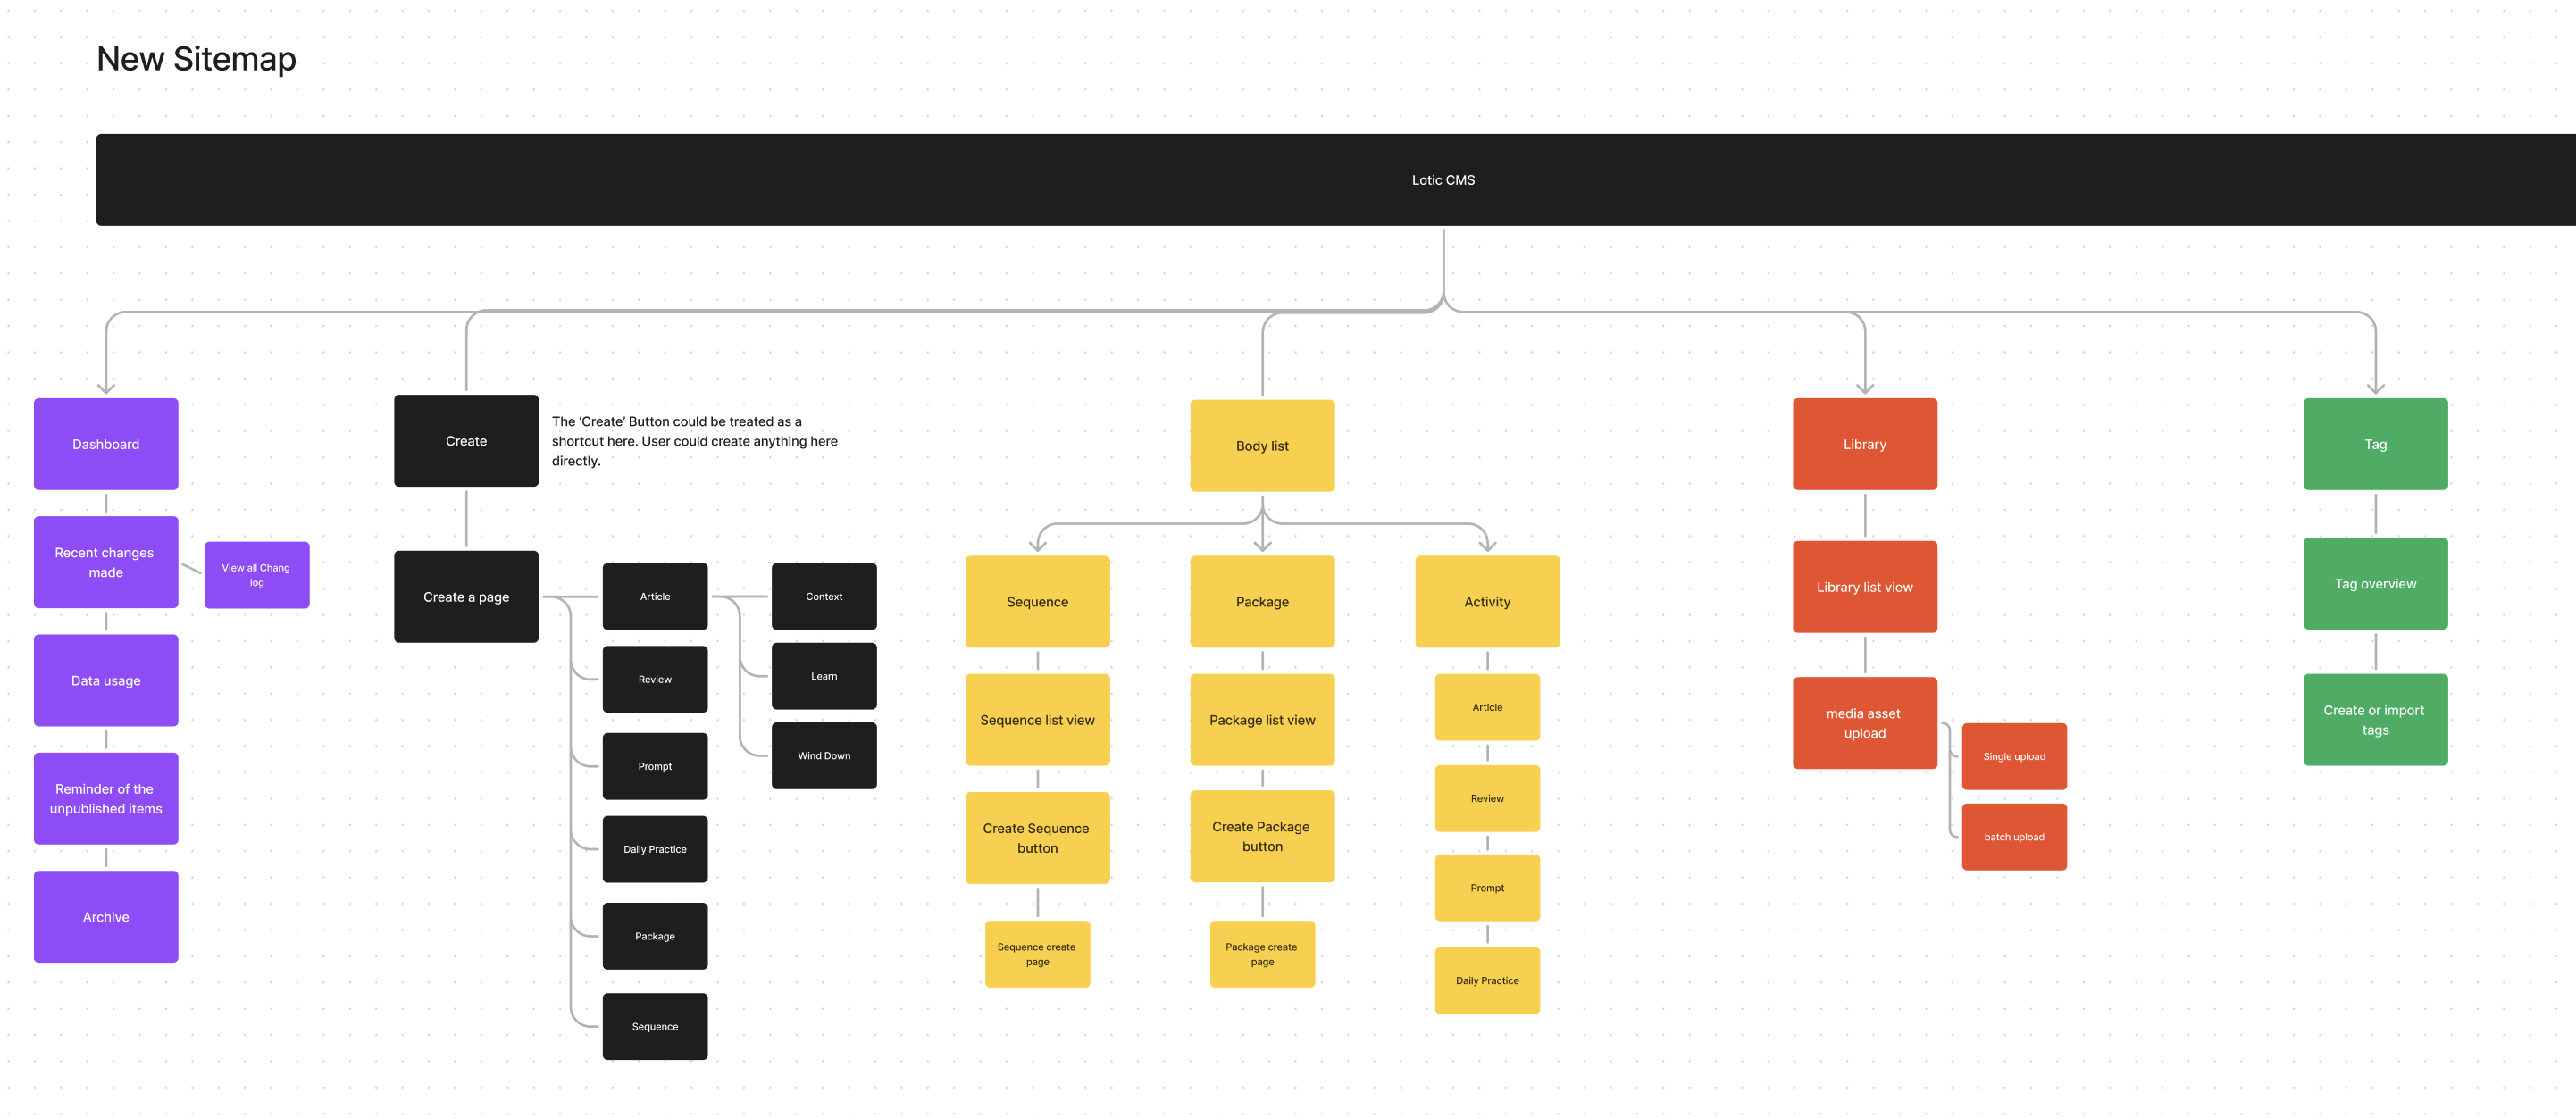 New Sitemap
Lotic CMS
Dashboard
Recent changes
made
View all Chang
log
Data usage
Reminder of the
unpublished items
Archive
Create
The ‘Create’ Button could be treated as a
shortcut here. User could create anything here
directly.
Create a page
Article
Review
Prompt
Daily Practice
Package
Sequence
Context
Learn
Wind Down
Body list
Sequence
Sequence list view
Create Sequence
button
Sequence create
page
Package
Package list view
Create Package
button
Package create
page
Activity
Article
Review
Prompt
Daily Practice
Library
Library list view
media asset
upload
Single upload
batch upload
Tag
Tag overview
Create or import
tags